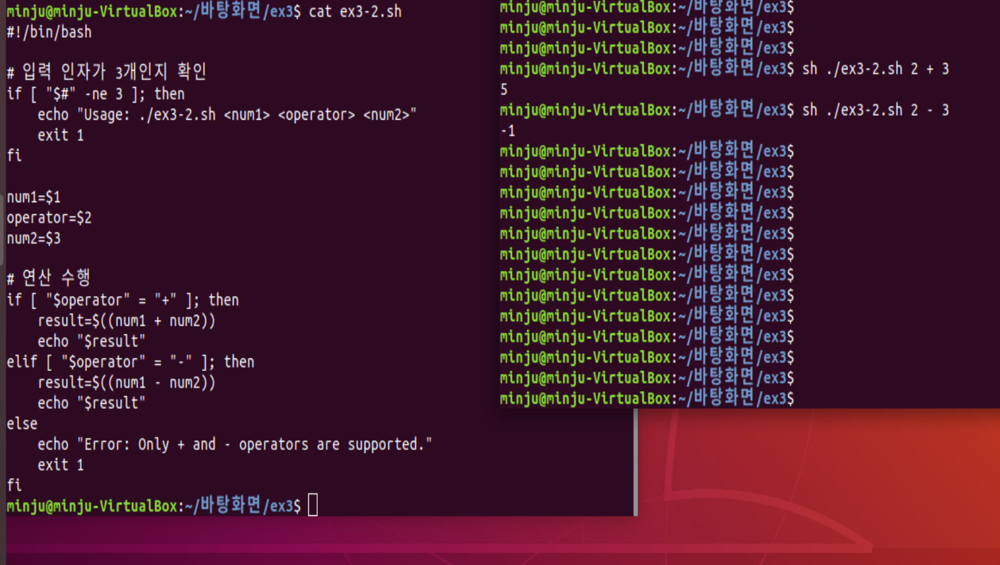 minju@minju-VirtualBox:~/바탕화면/ex3$ cat ex3-2.sh
#!/bin/bash
# 입력 인자가 3개인지 확인
if [ "$#" -ne 3 ]; then
    echo "Usage: ./ex3-2.sh <num1> <operator> <num2>"
    exit 1
fi
num1=$1
operator=$2
num2=$3
# 연산 수행
if [ "$operator" = "+" ]; then
    result=$((num1 + num2))
    echo "$result"
elif [ "$operator" = "-" ]; then
    result=$((num1 - num2))
    echo "$result"
else
    echo "Error: Only + and - operators are supported."
    exit 1
fi
minju@minju-VirtualBox:~/바탕화면/ex3$
minju@minju-VirtualBox:~/바탕화면/ex3$
minju@minju-VirtualBox:~/바탕화면/ex3$
minju@minju-VirtualBox:~/바탕화면/ex3$
minju@minju-VirtualBox:~/바탕화면/ex3$ sh ./ex3-2.sh 2 + 3
5
minju@minju-VirtualBox:~/바탕화면/ex3$ sh ./ex3-2.sh 2 - 3
-1
minju@minju-VirtualBox:~/바탕화면/ex3$
minju@minju-VirtualBox:~/바탕화면/ex3$
minju@minju-VirtualBox:~/바탕화면/ex3$
minju@minju-VirtualBox:~/바탕화면/ex3$
minju@minju-VirtualBox:~/바탕화면/ex3$
minju@minju-VirtualBox:~/바탕화면/ex3$
minju@minju-VirtualBox:~/바탕화면/ex3$
minju@minju-VirtualBox:~/바탕화면/ex3$
minju@minju-VirtualBox:~/바탕화면/ex3$
minju@minju-VirtualBox:~/바탕화면/ex3$
minju@minju-VirtualBox:~/바탕화면/ex3$
minju@minju-VirtualBox:~/바탕화면/ex3$
minju@minju-VirtualBox:~/바탕화면/ex3$